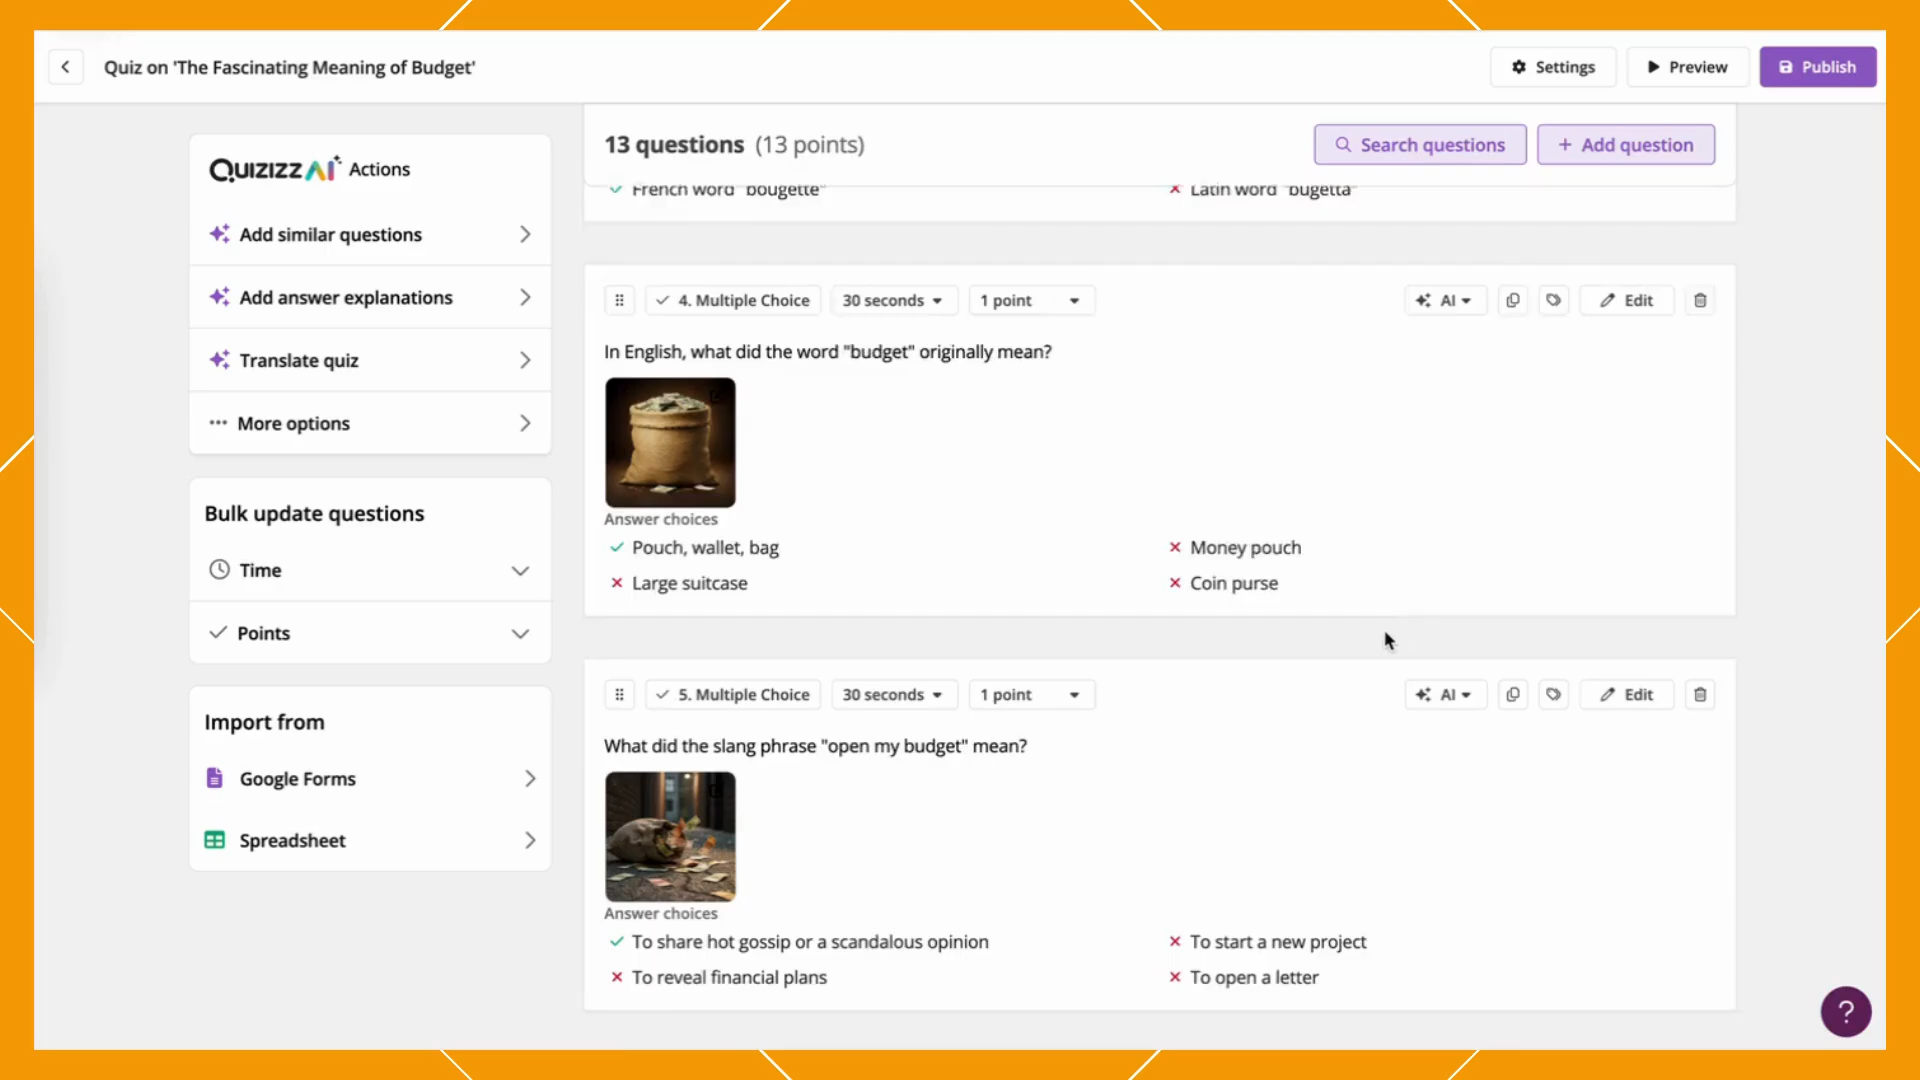 Quiz on 'The Fascinating Meaning of Budget'
Settings
Preview
Publish
QUIZIZZ AI Actions
Add similar questions
Add answer explanations
Translate quiz
More options
Bulk update questions
Time
Points
Import from
Google Forms
Spreadsheet
13 questions (13 points)
Search questions
+ Add question
French word "bougette"
Latin word "bugetta"
4. Multiple Choice
30 seconds
1 point
AI
Edit
In English, what did the word "budget" originally mean?
Answer choices
Pouch, wallet, bag
Money pouch
Large suitcase
Coin purse
5. Multiple Choice
30 seconds
1 point
AI
Edit
What did the slang phrase "open my budget" mean?
Answer choices
To share hot gossip or a scandalous opinion
To start a new project
To reveal financial plans
To open a letter
?